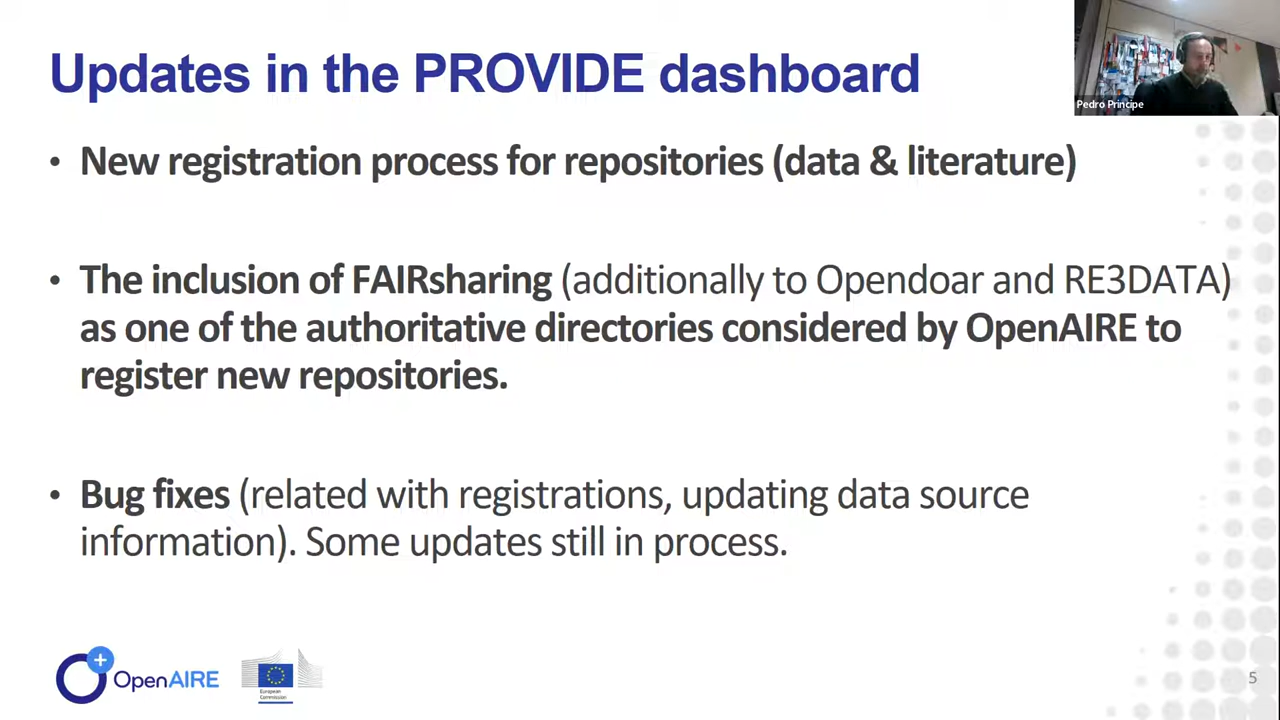 Updates in the PROVIDE dashboard
Pedro Principe
• New registration process for repositories (data & literature)
• The inclusion of FAIRsharing (additionally to Opendoar and RE3DATA)
as one of the authoritative directories considered by OpenAIRE to
register new repositories.
• Bug fixes (related with registrations, updating data source
information). Some updates still in process.
OpenAIRE
European
Commission
5